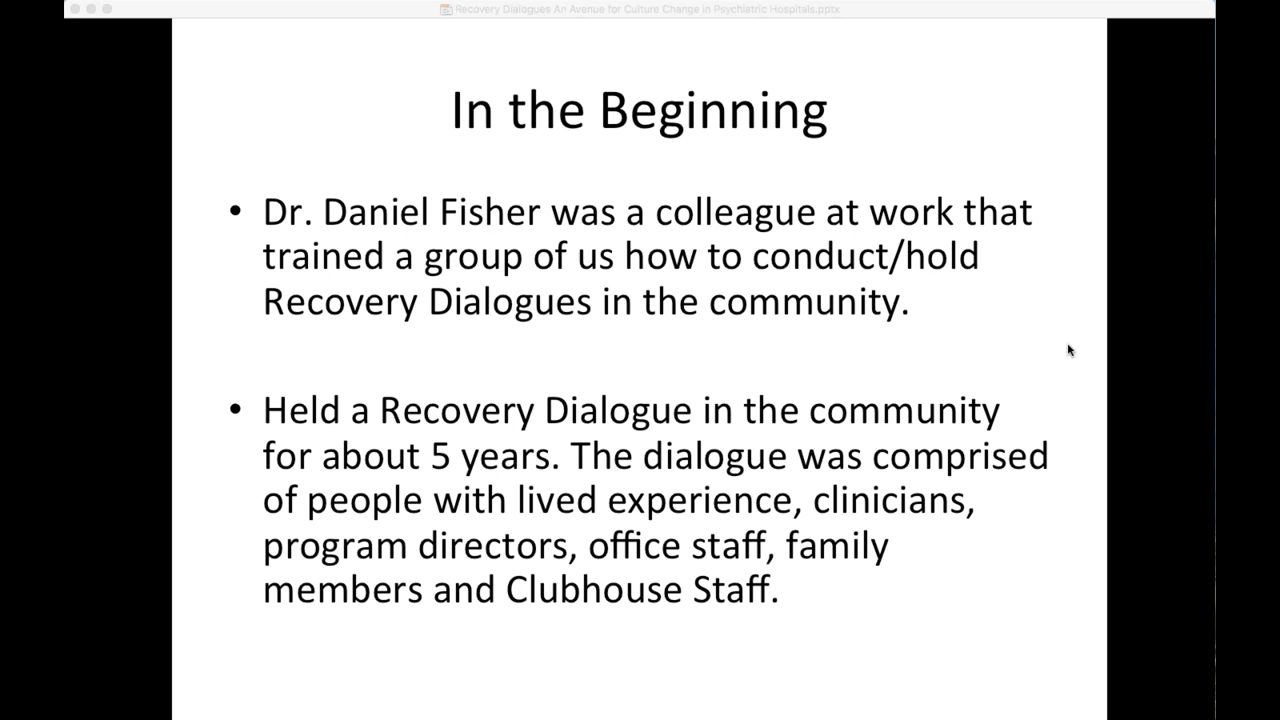 Recovery Dialogues An Avenue for Culture Change in Psychiatric Hospitals.pptx
In the Beginning
• Dr. Daniel Fisher was a colleague at work that
trained a group of us how to conduct/hold
Recovery Dialogues in the community.
• Held a Recovery Dialogue in the community
for about 5 years. The dialogue was comprised
of people with lived experience, clinicians,
program directors, office staff, family
members and Clubhouse Staff.